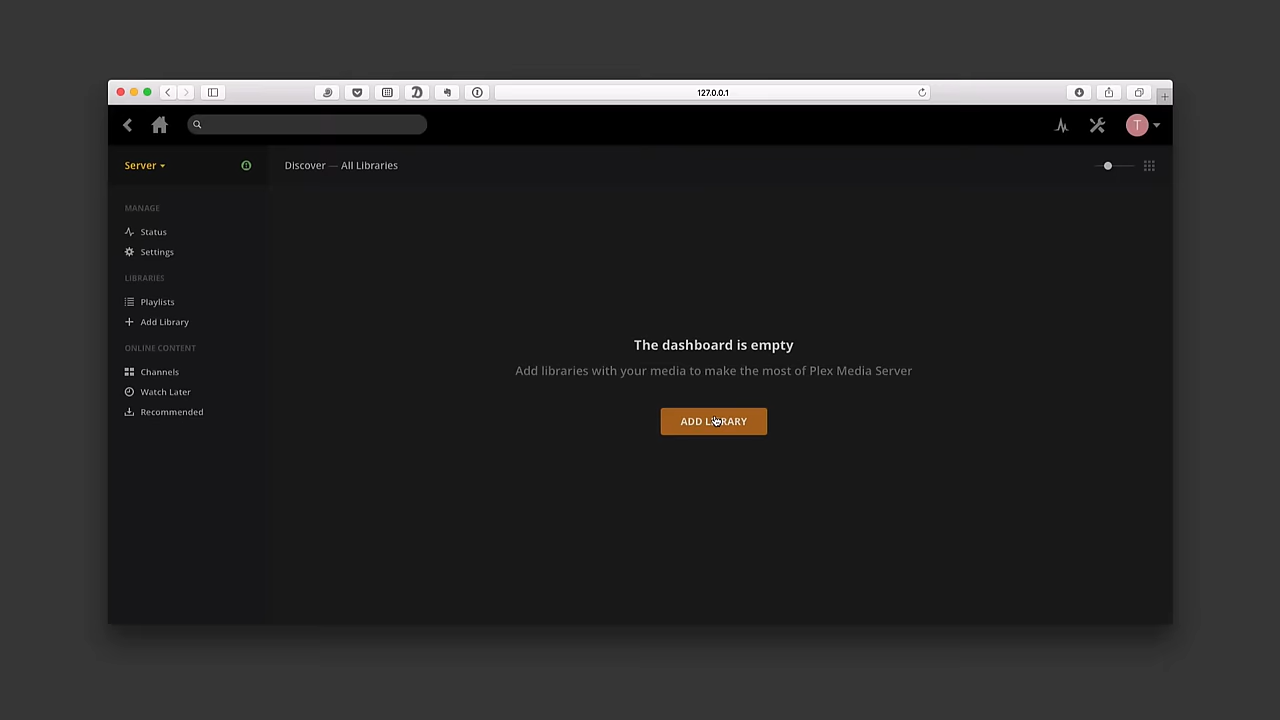 127.0.0.1
T
Server
Discover — All Libraries
MANAGE
Status
Settings
LIBRARIES
Playlists
Add Library
ONLINE CONTENT
Channels
Watch Later
Recommended
The dashboard is empty
Add libraries with your media to make the most of Plex Media Server
ADD LIBRARY